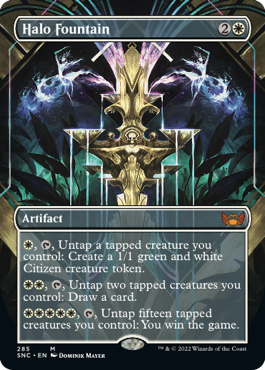 Halo Fountain 2
Artifact
, , Untap a tapped creature you
control: Create a 1/1 green and white
Citizen creature token.
, , Untap two tapped creatures you
control: Draw a card.
, , Untap fifteen tapped
creatures you control: You win the game.
285 M
SNC • EN DOMINIK MAYER ™ & © 2022 Wizards of the Coast